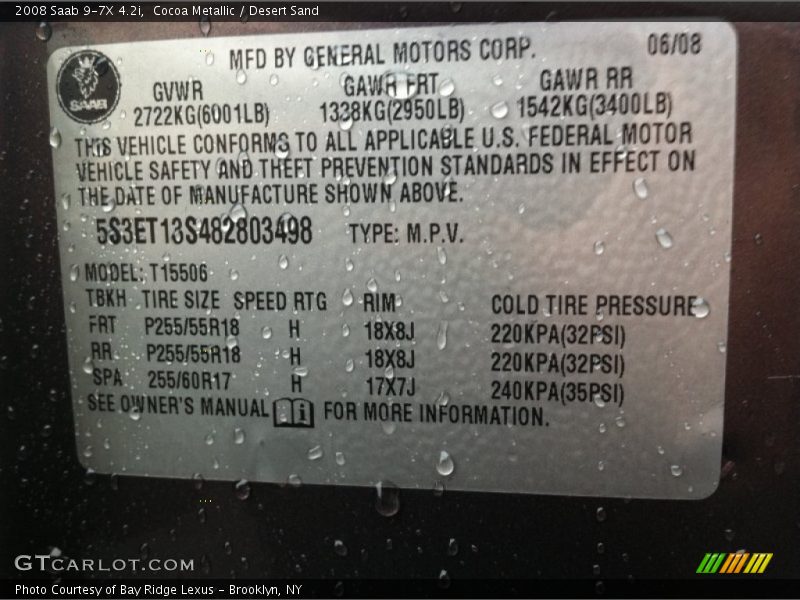 2008 Saab 9-7X 4.2i,  Cocoa Metallic / Desert Sand
MFD BY GENERAL MOTORS CORP. 06/08
SAAB
GVWR GAWR FRT GAWR RR
2722KG(6001LB) 1338KG(2950LB) 1542KG(3400LB)
THIS VEHICLE CONFORMS TO ALL APPLICABLE U.S. FEDERAL MOTOR
VEHICLE SAFETY AND THEFT PREVENTION STANDARDS IN EFFECT ON
THE DATE OF MANUFACTURE SHOWN ABOVE.
5S3ET13S482803498 TYPE: M.P.V.
MODEL: T15506
TBKH TIRE SIZE SPEED RTG RIM COLD TIRE PRESSURE
FRT P255/55R18 H 18X8J 220KPA(32PSI)
RR P255/55R18 H 18X8J 220KPA(32PSI)
SPA 255/60R17 H 17X7J 240KPA(35PSI)
SEE OWNER'S MANUAL i FOR MORE INFORMATION.
GTCARLOT.COM
Photo Courtesy of Bay Ridge Lexus - Brooklyn, NY